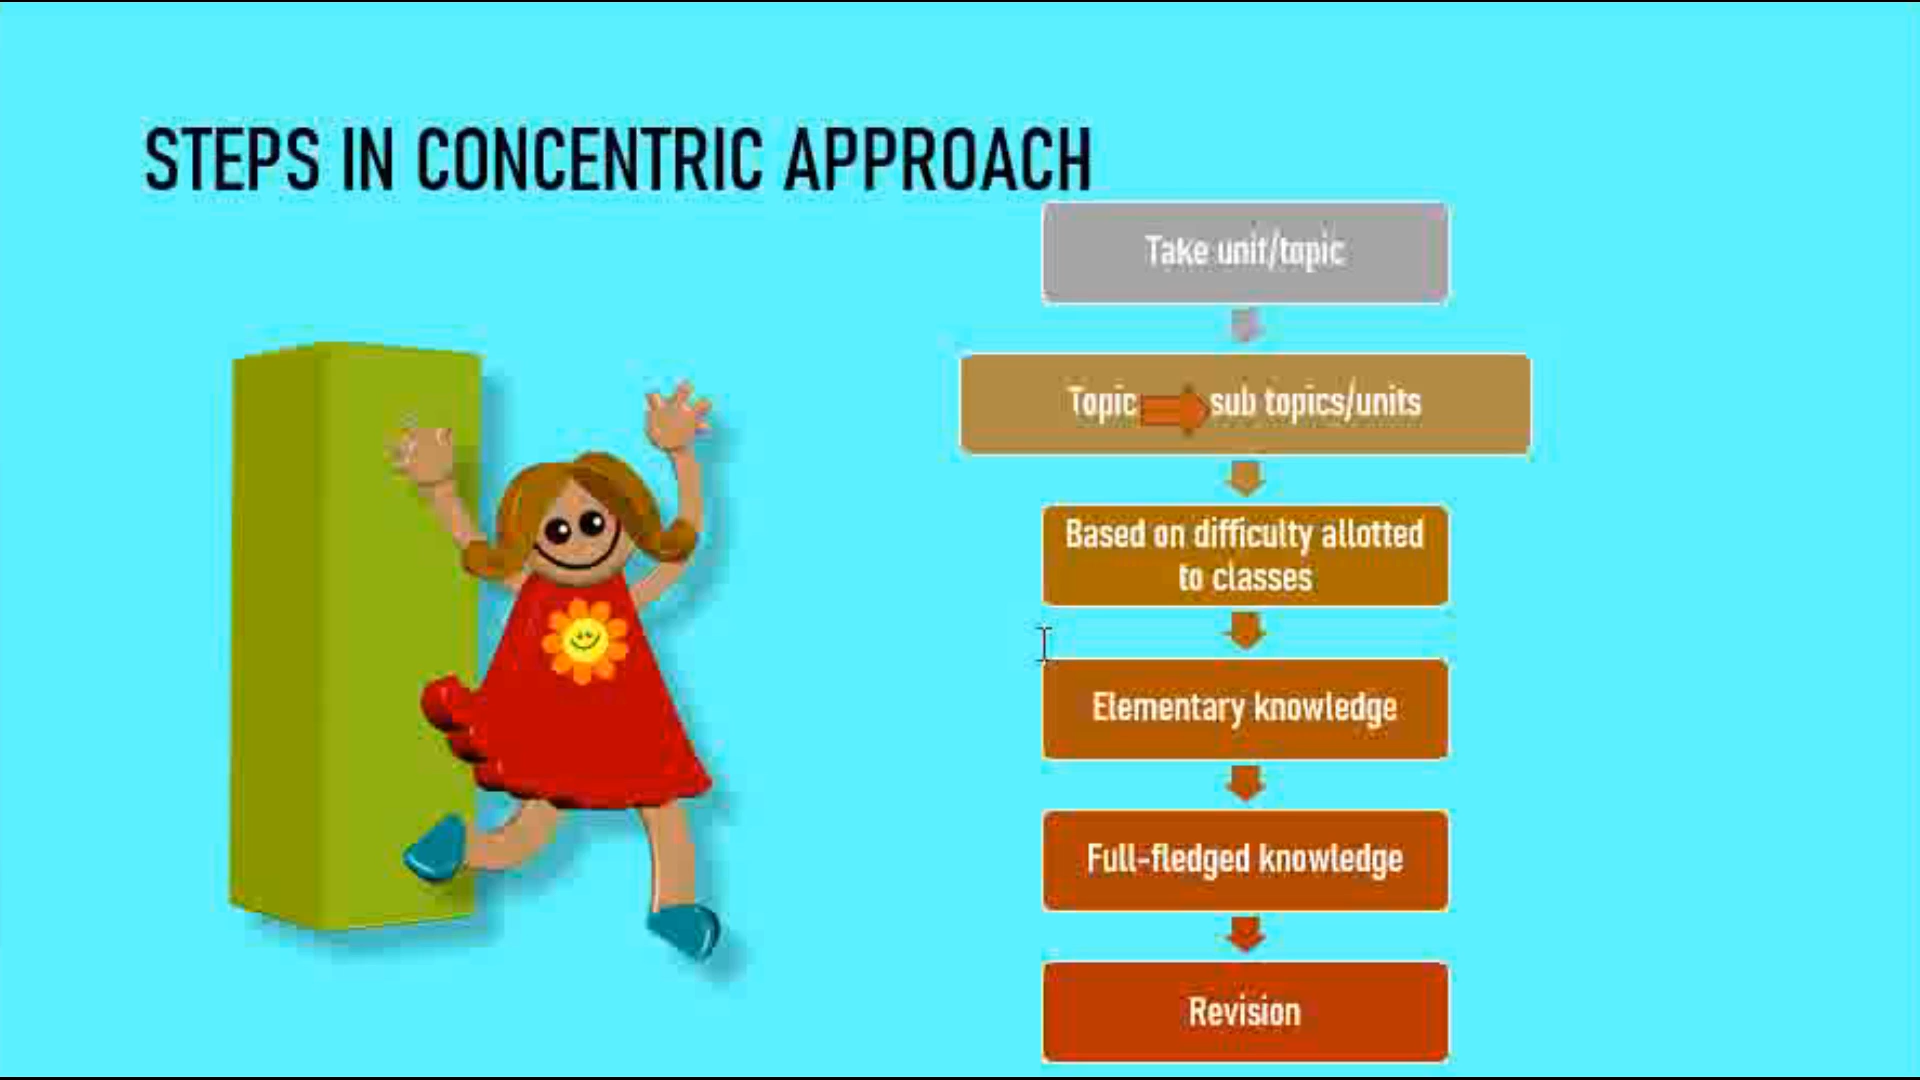 STEPS IN CONCENTRIC APPROACH
Take unit/topic
Topic sub topics/units
Based on difficulty allotted
to classes
Elementary knowledge
Full-fledged knowledge
Revision